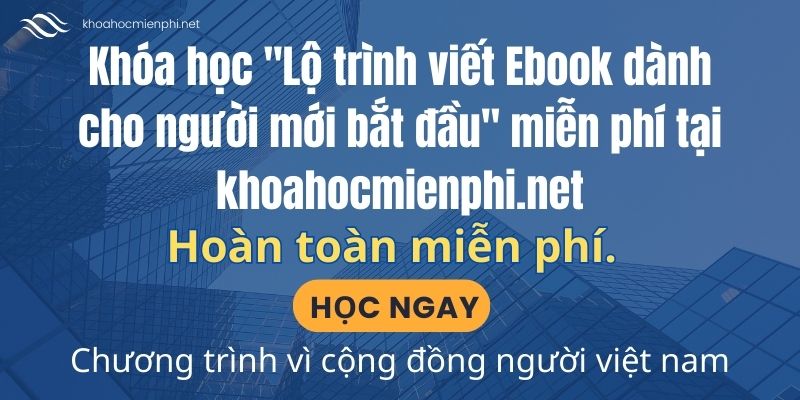 khoahocmienphi.net
Khóa học "Lộ trình viết Ebook dành
cho người mới bắt đầu" miễn phí tại
khoahocmienphi.net
Hoàn toàn miễn phí.
HỌC NGAY
Chương trình vì cộng đồng người việt nam